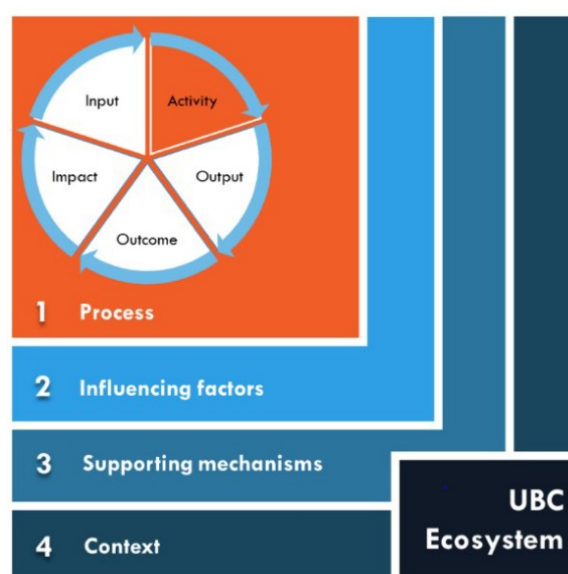 Input
Activity
Impact
Output
Outcome
1 Process
2 Influencing factors
3 Supporting mechanisms
4 Context
UBC
Ecosystem